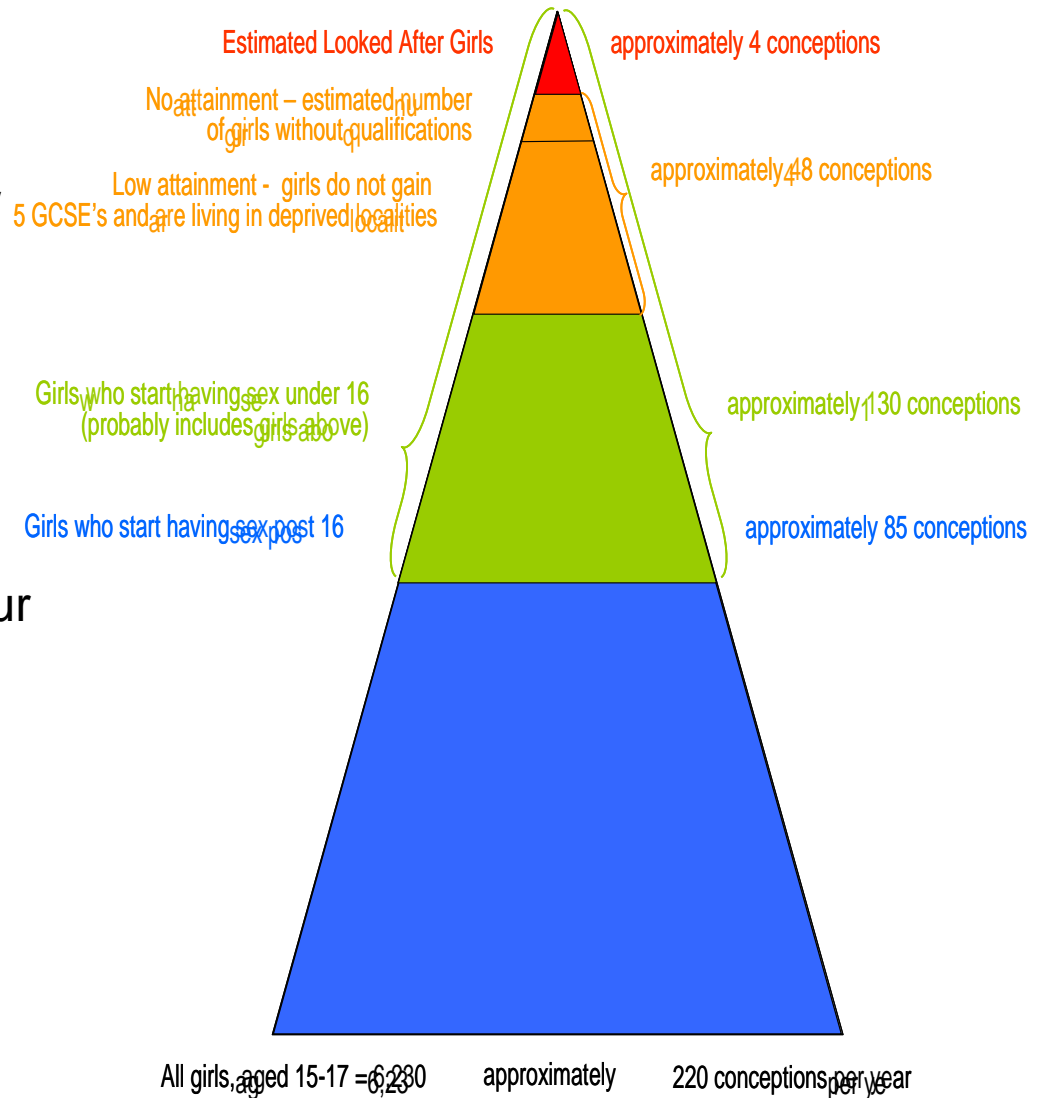 Estimated Looked After Girls
approximately 4 conceptions
No attainment – estimated number
of girls without qualifications
approximately 48 conceptions
Low attainment -  girls do not gain
5 GCSE's and are living in deprived localities
Girls who start having sex under 16
(probably includes girls above)
approximately 130 conceptions
Girls who start having sex post 16
approximately 85 conceptions
ur
All girls, aged 15-17 = 6,230 approximately 220 conceptions per year